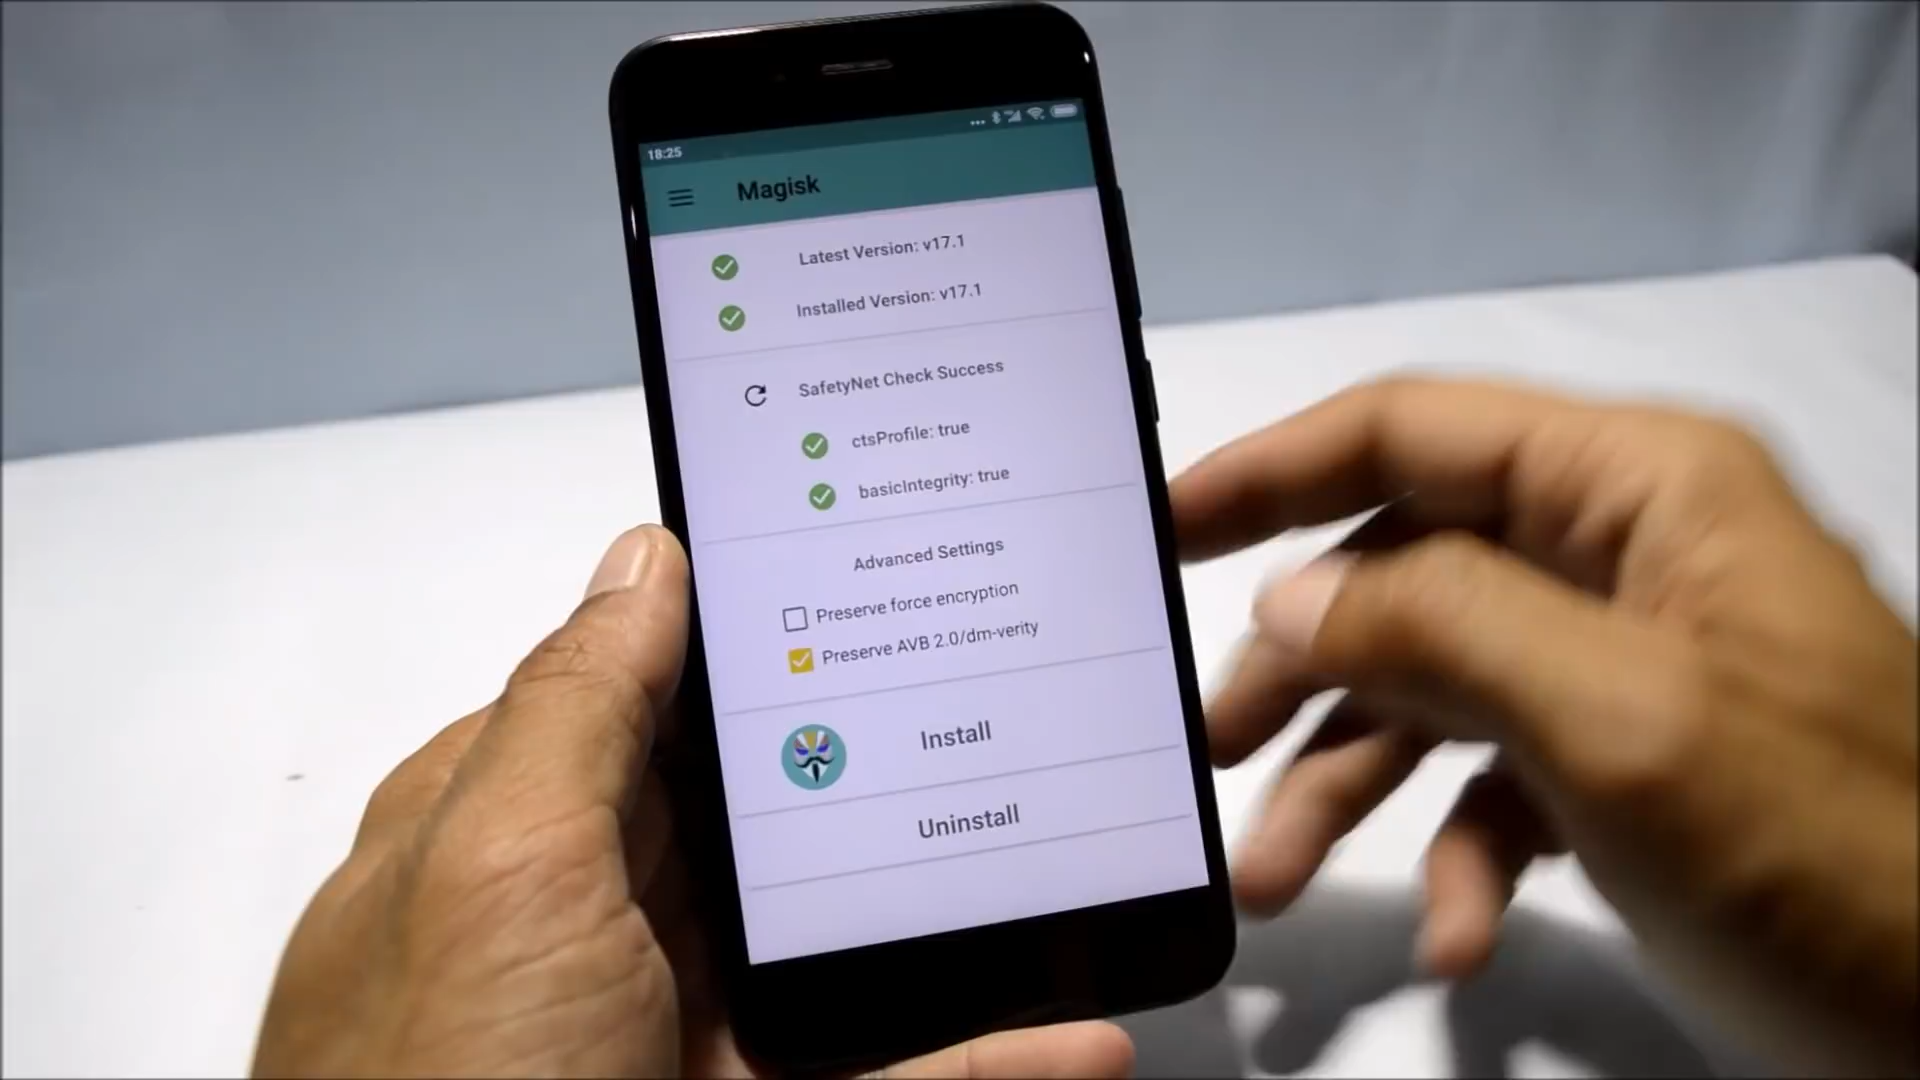 18:25
Magisk
Latest Version: v17.1
Installed Version: v17.1
SafetyNet Check Success
ctsProfile: true
basicIntegrity: true
Advanced Settings
Preserve force encryption
Preserve AVB 2.0/dm-verity
Install
Uninstall